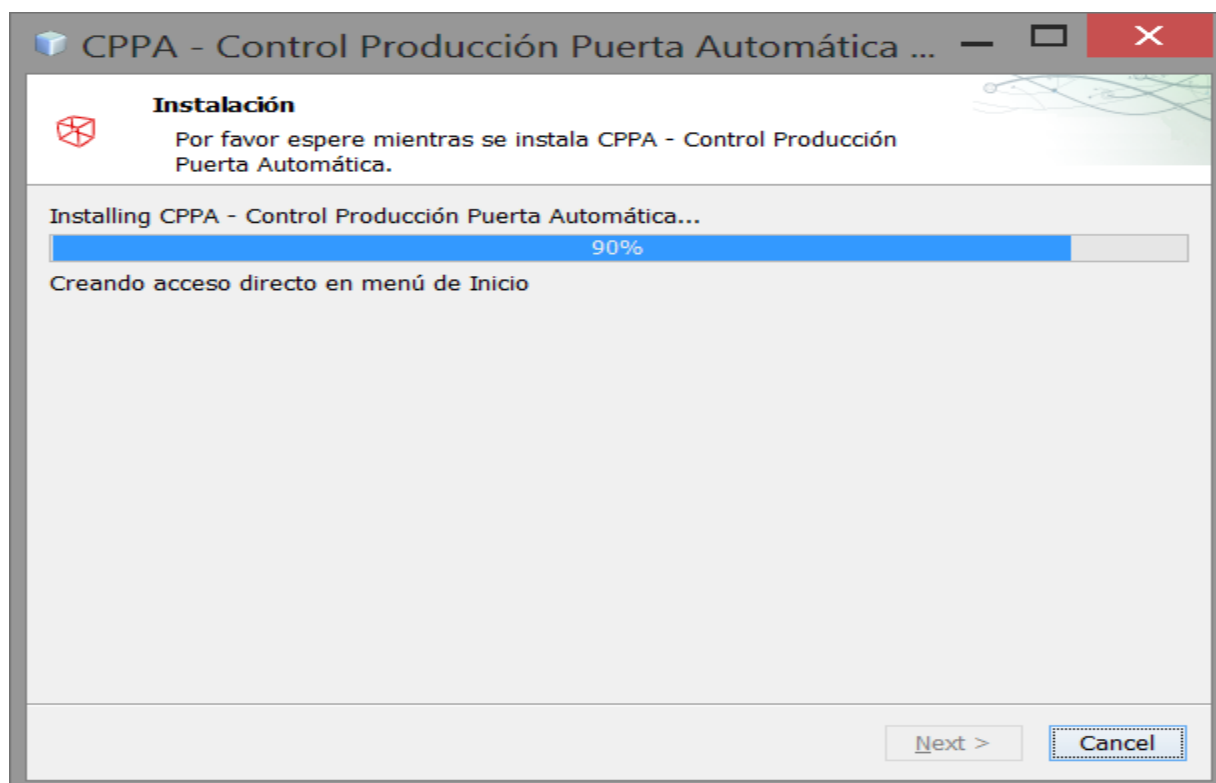 CPPA - Control Producción Puerta Automática ...
Instalación
Por favor espere mientras se instala CPPA - Control Producción
Puerta Automática.
Installing CPPA - Control Producción Puerta Automática...
90%
Creando acceso directo en menú de Inicio
Next > Cancel